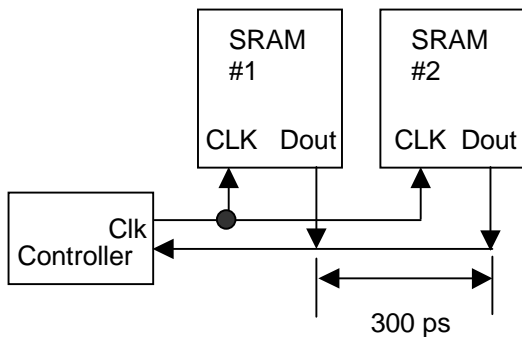 SRAM
#1
CLK Dout
SRAM
#2
CLK Dout
Clk
Controller
300 ps